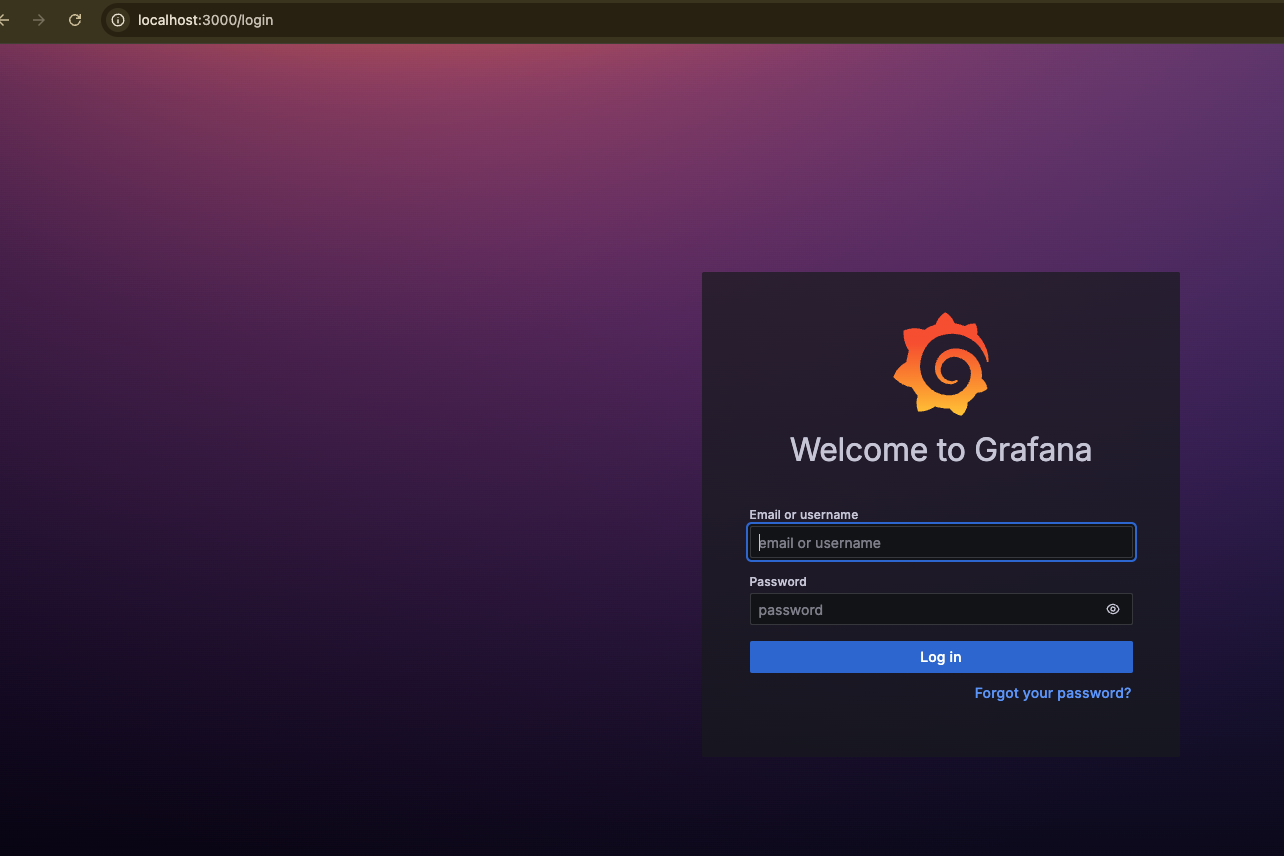 localhost:3000/login
Welcome to Grafana
Email or username
email or username
Password
password
Log in
Forgot your password?